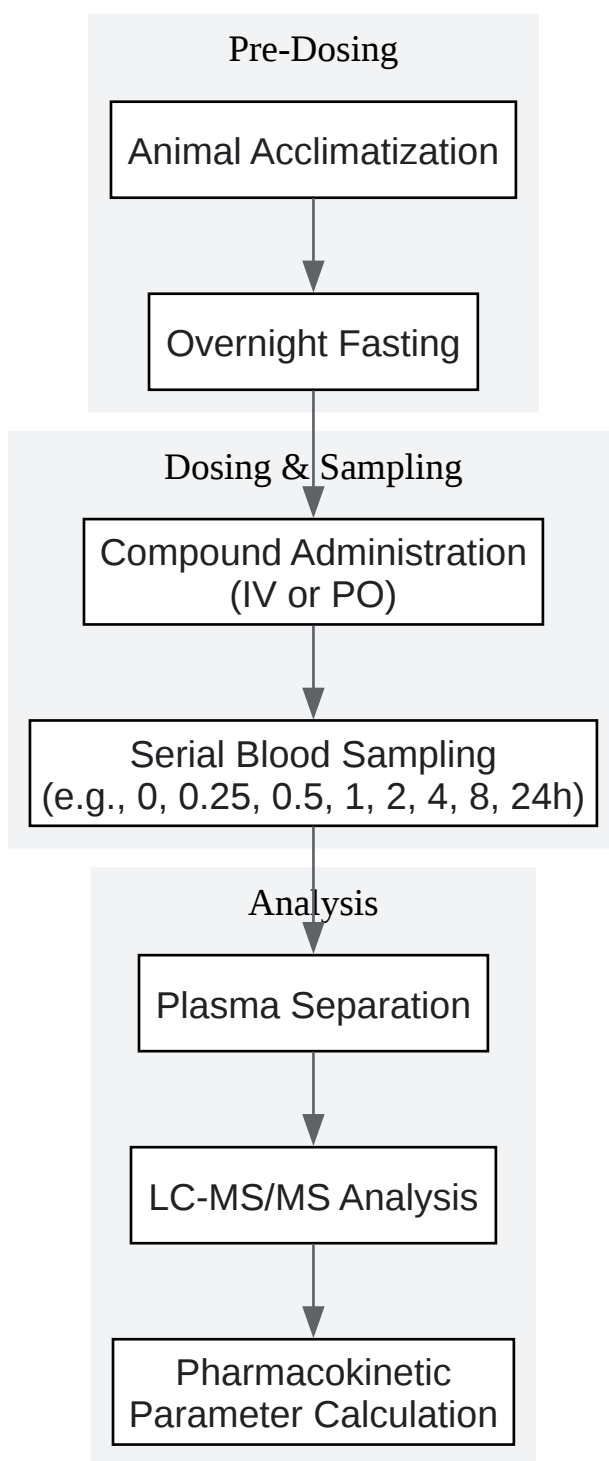 Pre-Dosing
Animal Acclimatization
Overnight Fasting
Dosing & Sampling
Compound Administration
(IV or PO)
Serial Blood Sampling
(e.g., 0, 0.25, 0.5, 1, 2, 4, 8, 24h)
Analysis
Plasma Separation
LC-MS/MS Analysis
Pharmacokinetic
Parameter Calculation